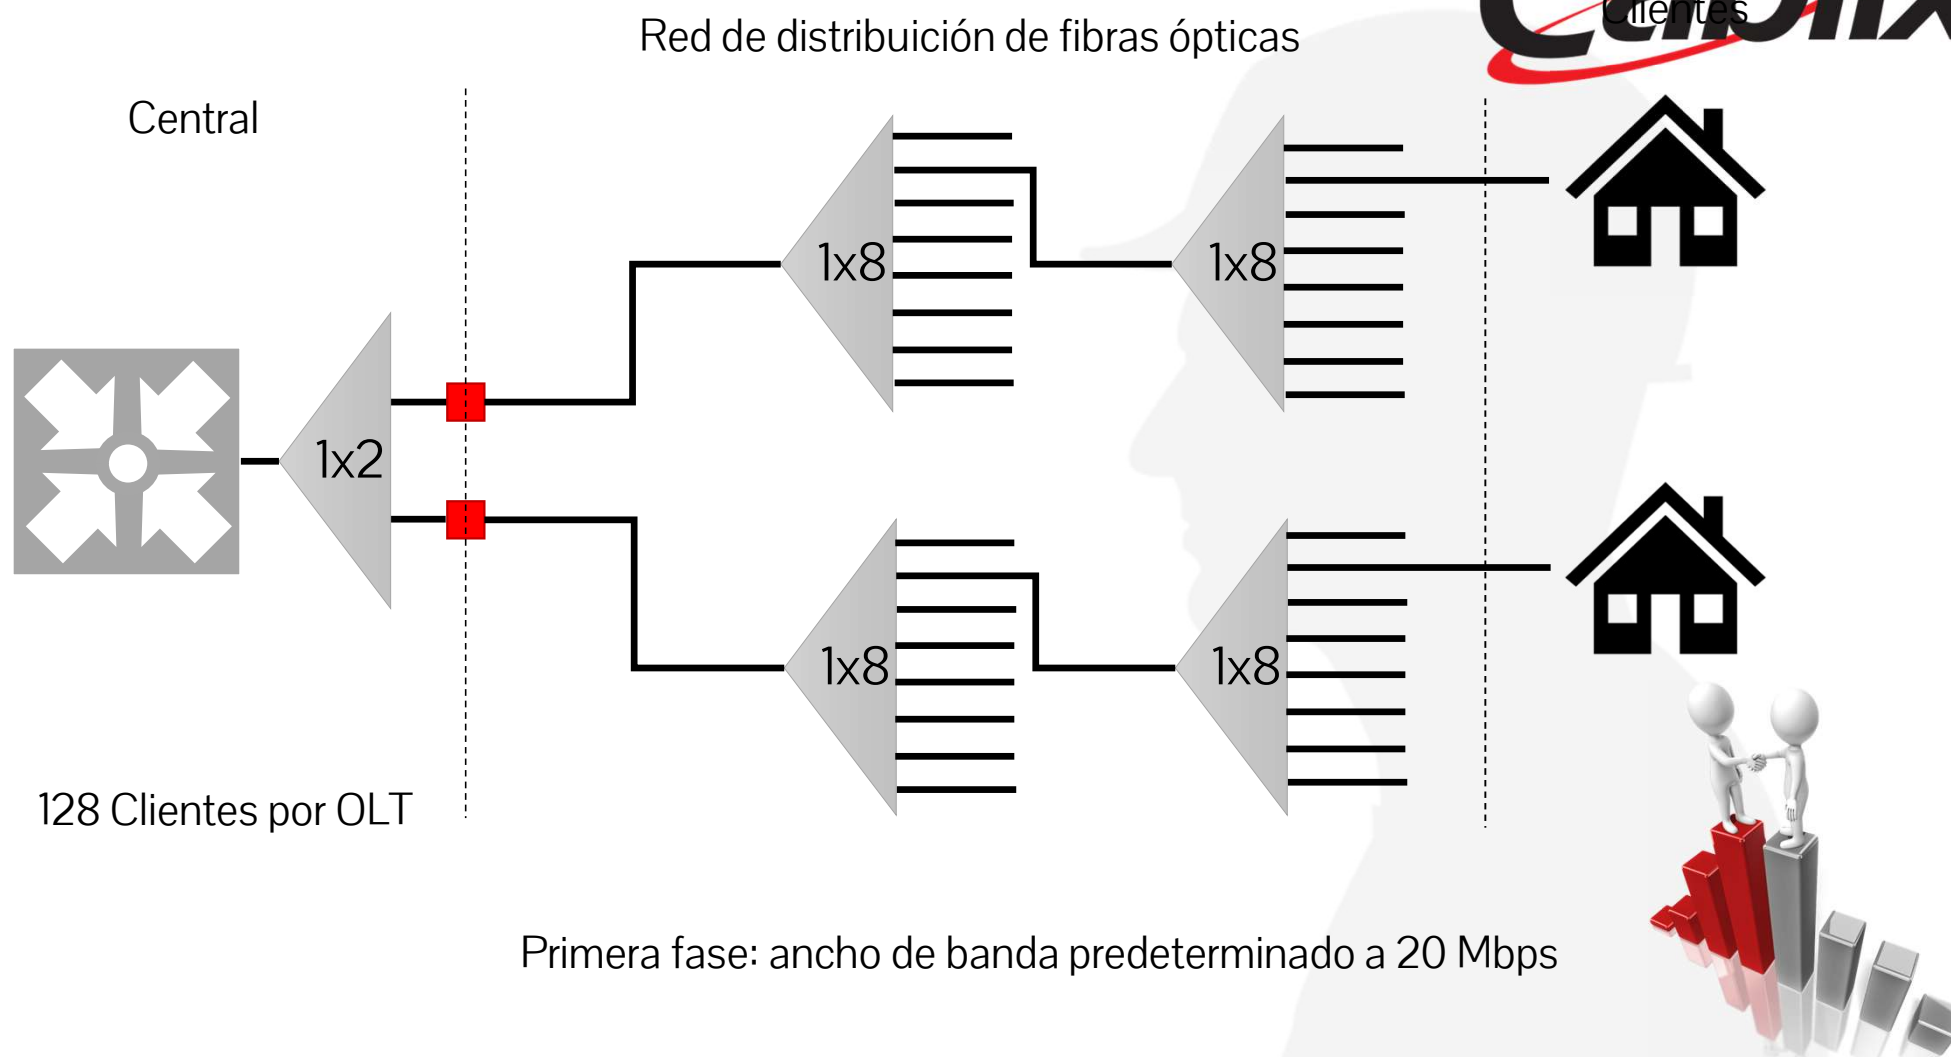 Red de distribuición de fibras ópticas
Clientes
Central
1x8
1x8
1x2
1x8
1x8
128 Clientes por OLT
Primera fase: ancho de banda predeterminado a 20 Mbps